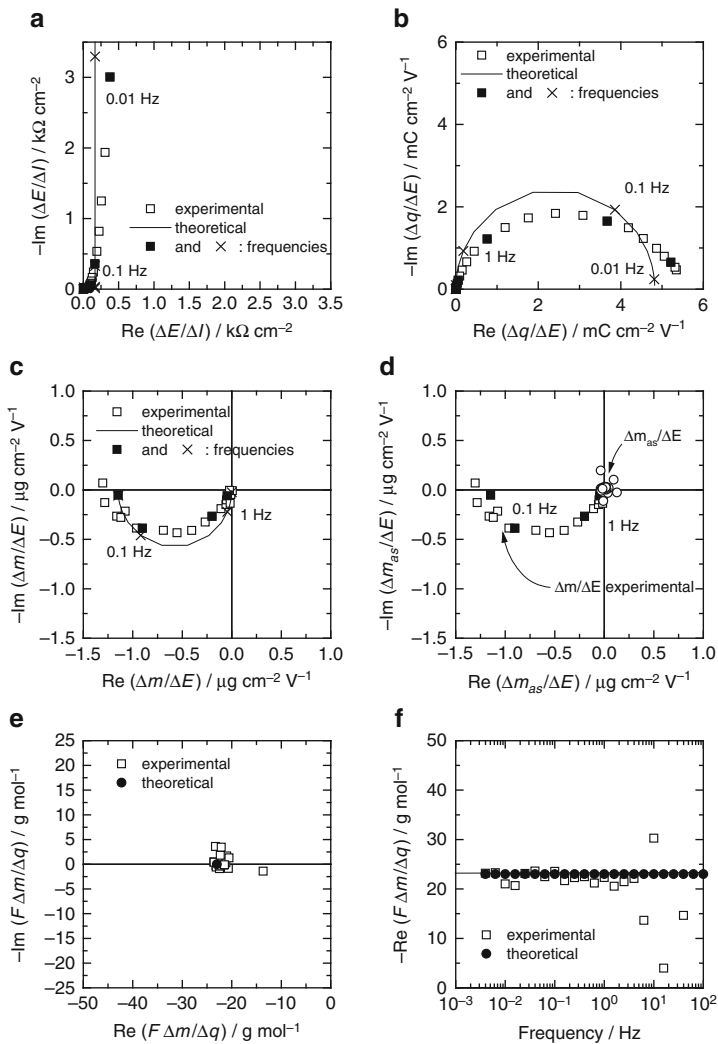 a
−Im (ΔE/ΔI) / kΩ cm⁻²
3
2
1
0
0.01 Hz
experimental
theoretical
and × : frequencies
0.1 Hz
0.0 0.5 1.0 1.5 2.0 2.5 3.0 3.5
Re (ΔE/ΔI) / kΩ cm⁻²
b
−Im (Δq/ΔE) / mC cm⁻² V⁻¹
6
4
2
0
experimental
theoretical
and × : frequencies
0.1 Hz
1 Hz
0.01 Hz
0 2 4 6
Re (Δq/ΔE) / mC cm⁻² V⁻¹
c
−Im (Δm/ΔE) / μg cm⁻² V⁻¹
1.0
0.5
0.0
−0.5
−1.0
−1.5
experimental
theoretical
and × : frequencies
1 Hz
0.1 Hz
−1.5 −1.0 −0.5 0.0 0.5 1.0
Re (Δm/ΔE) / μg cm⁻² V⁻¹
d
−Im (Δmas/ΔE) / μg cm⁻² V⁻¹
1.0
0.5
0.0
−0.5
−1.0
−1.5
Δmas/ΔE
0.1 Hz
1 Hz
Δm/ΔE experimental
−1.5 −1.0 −0.5 0.0 0.5 1.0
Re (Δmas/ΔE) / μg cm⁻² V⁻¹
e
−Im (F Δm/Δq) / g mol⁻¹
25
20
15
10
5
0
−5
−10
−15
−20
−25
experimental
theoretical
−50 −40 −30 −20 −10 0
Re (F Δm/Δq) / g mol⁻¹
f
−Re (F Δm/Δq) / g mol⁻¹
50
40
30
20
10
0
experimental
theoretical
10⁻³ 10⁻² 10⁻¹ 10⁰ 10¹ 10²
Frequency / Hz